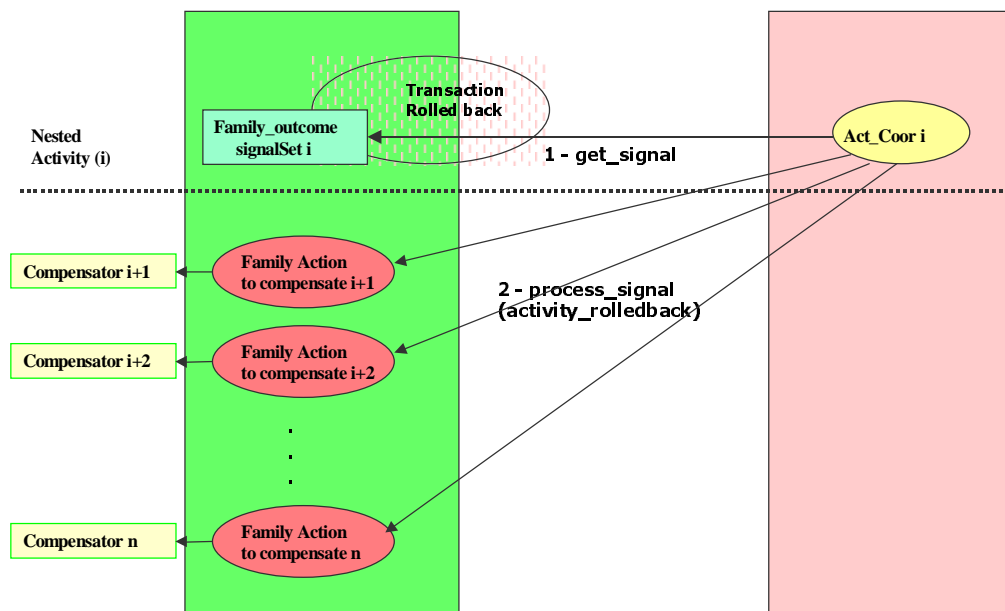 Transaction
Rolled back
Family_outcome
signalSet i
Nested
Activity (i)
Act_Coor i
1 - get_signal
Family Action
to compensate i+1
Compensator i+1
2 - process_signal
(activity_rolledback)
Family Action
to compensate i+2
Compensator i+2
.
.
.
Family Action
to compensate n
Compensator n